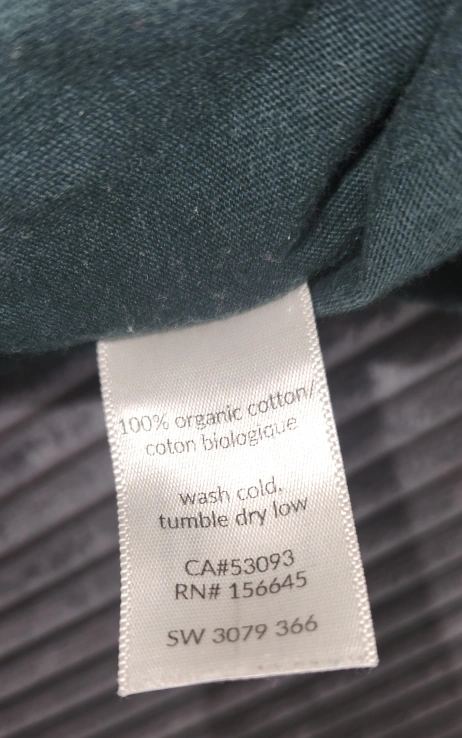 100% organic cotton/
coton biologique
wash cold,
tumble dry low
CA#53093
RN# 156645
SW 3079 366